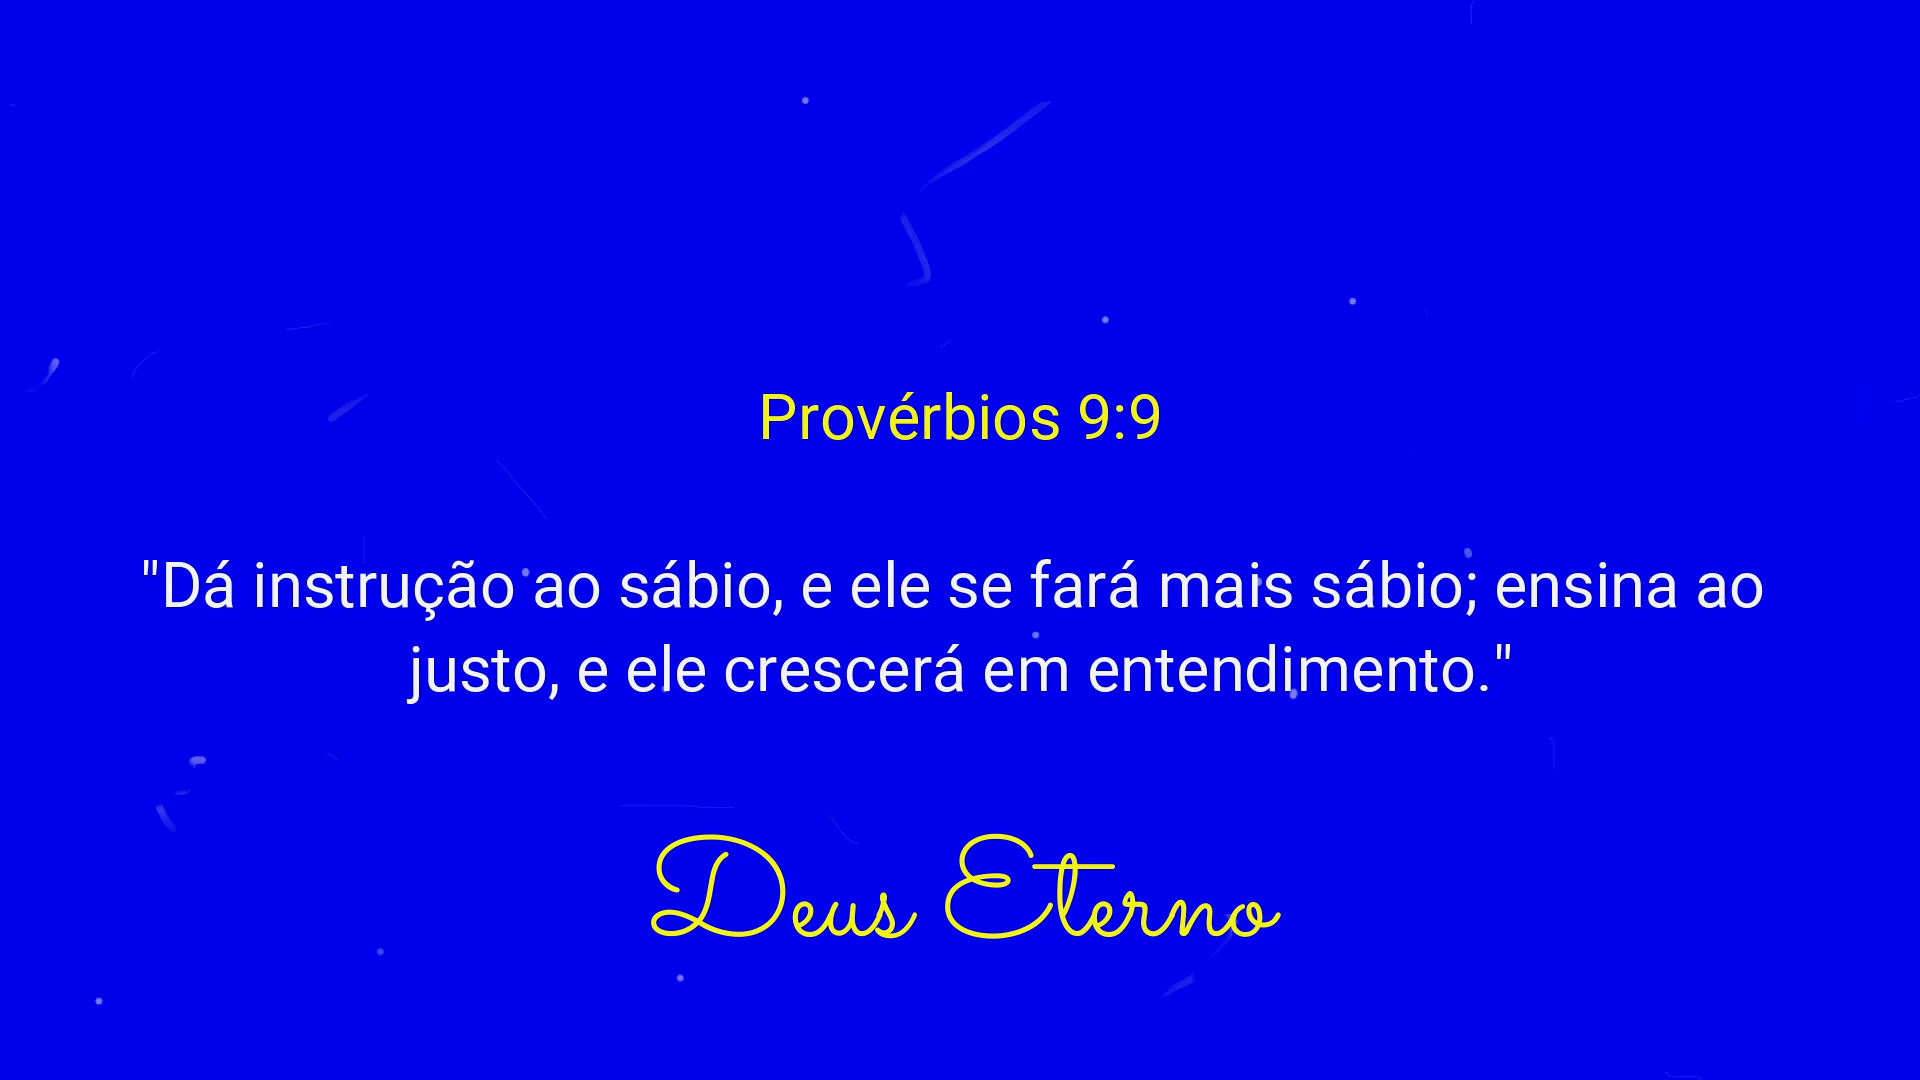 Provérbios 9:9
"Dá instrução ao sábio, e ele se fará mais sábio; ensina ao
justo, e ele crescerá em entendimento."
Deus Eterno